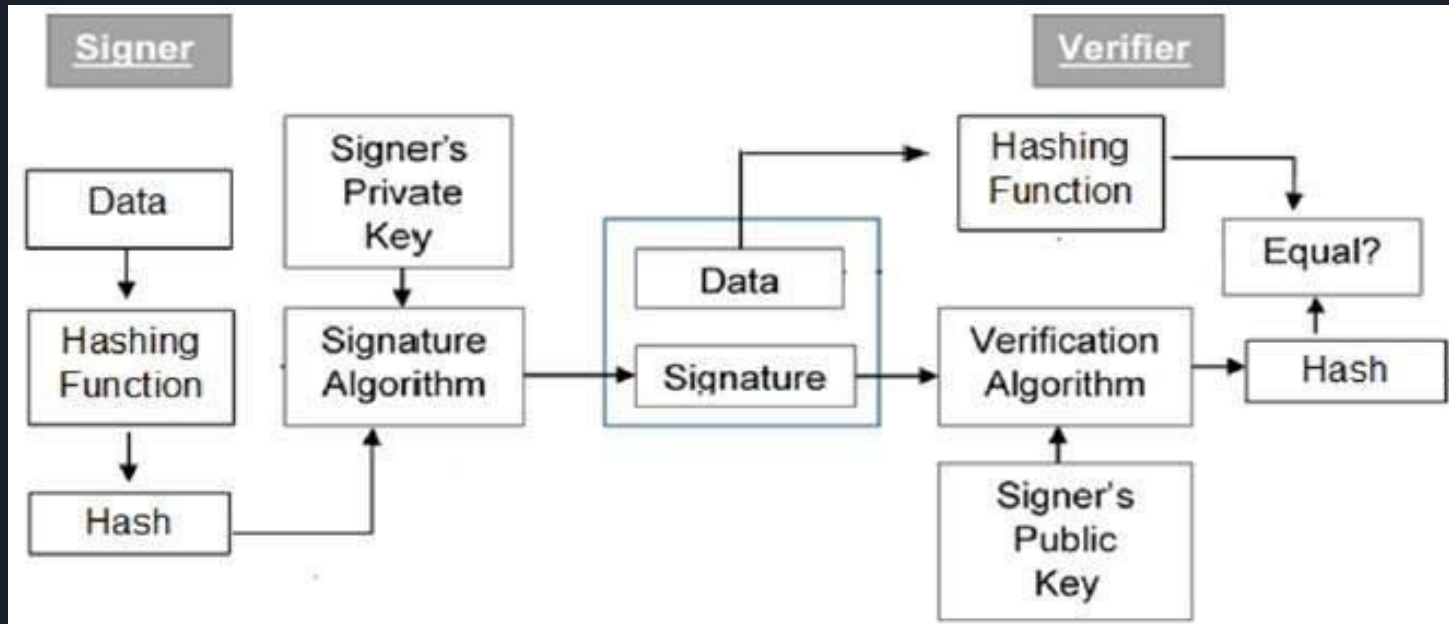 Signer
Verifier
Data
Hashing
Function
Hash
Signer's
Private
Key
Signature
Algorithm
Data
Signature
Hashing
Function
Equal?
Verification
Algorithm
Hash
Signer's
Public
Key